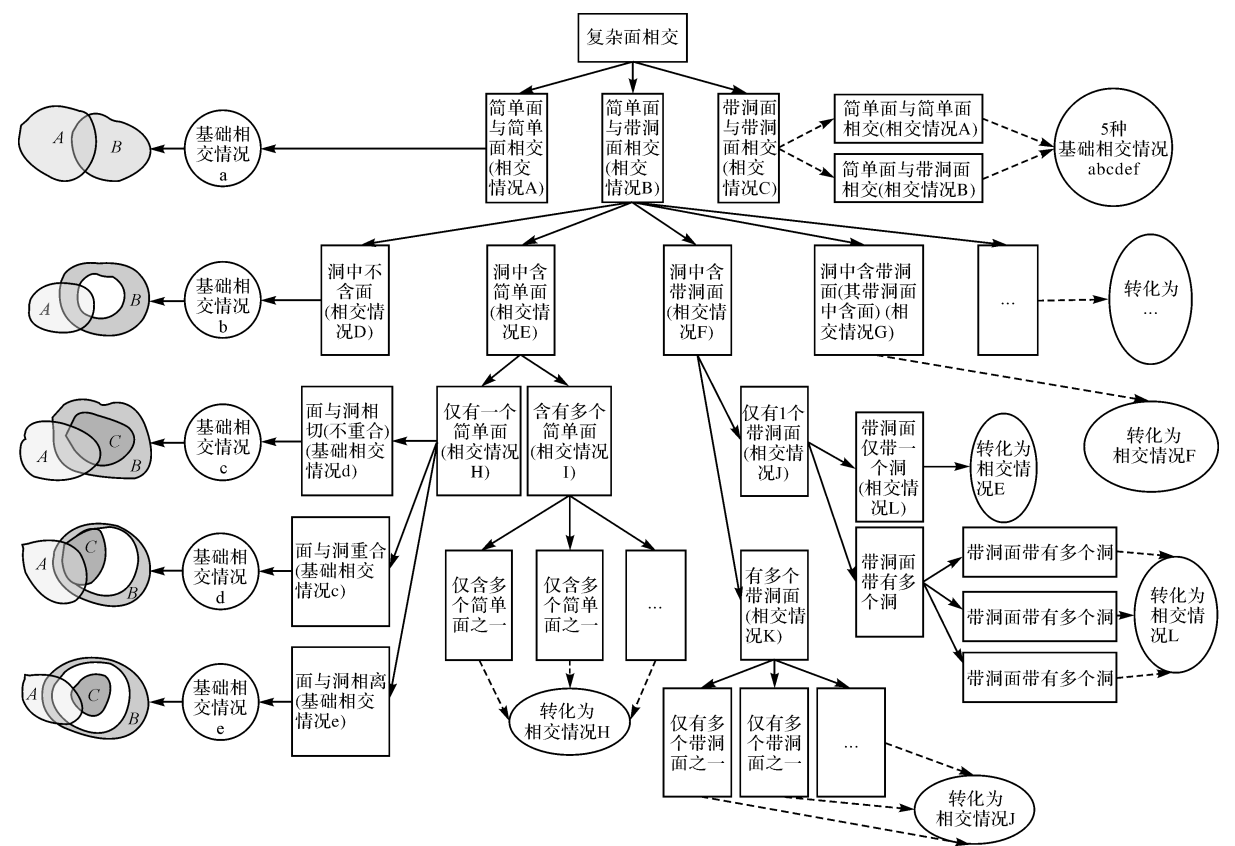 复杂面相交
简单面
与简单
面相交
(相交
情况A)
简单面
与带洞
面相交
(相交
情况B)
带洞面
与带洞
面相交
(相交
情况C)
简单面与简单面
相交(相交情况A)
简单面与带洞面
相交(相交情况B)
5种
基础相交情况
abcdef
A
B
基础相
交情况
a
洞中不
含面
(相交情
况D)
洞中含
简单面
(相交情
况E)
洞中含
带洞面
(相交情
况F)
洞中含带洞
面(其带洞面
中含面) (相
交情况G)
...
转化为
...
A
B
基础相
交情况
b
面与洞相
切(不重合)
(基础相交
情况d)
仅有一个
简单面
(相交情况
H)
含有多个
简单面
(相交情况
I)
仅有1个
带洞面
(相交情
况J)
带洞面
仅带一
个洞
(相交情
况L)
转化为
相交情
况E
转化为
相交情况F
A
C
B
基础相
交情况
c
面与洞重合
(基础相交
情况c)
仅含多
个简单
面之一
仅含多
个简单
面之一
...
有多个
带洞面
(相交情
况K)
带洞面
带有多
个洞
带洞面带有多个洞
带洞面带有多个洞
带洞面带有多个洞
转化为
相交情
况L
A
C
B
基础相
交情况
d
面与洞相离
(基础相交
情况e)
转化为
相交情况H
仅有多
个带洞
面之一
仅有多
个带洞
面之一
...
转化为
相交情况J
A
C
B
基础相
交情况
e